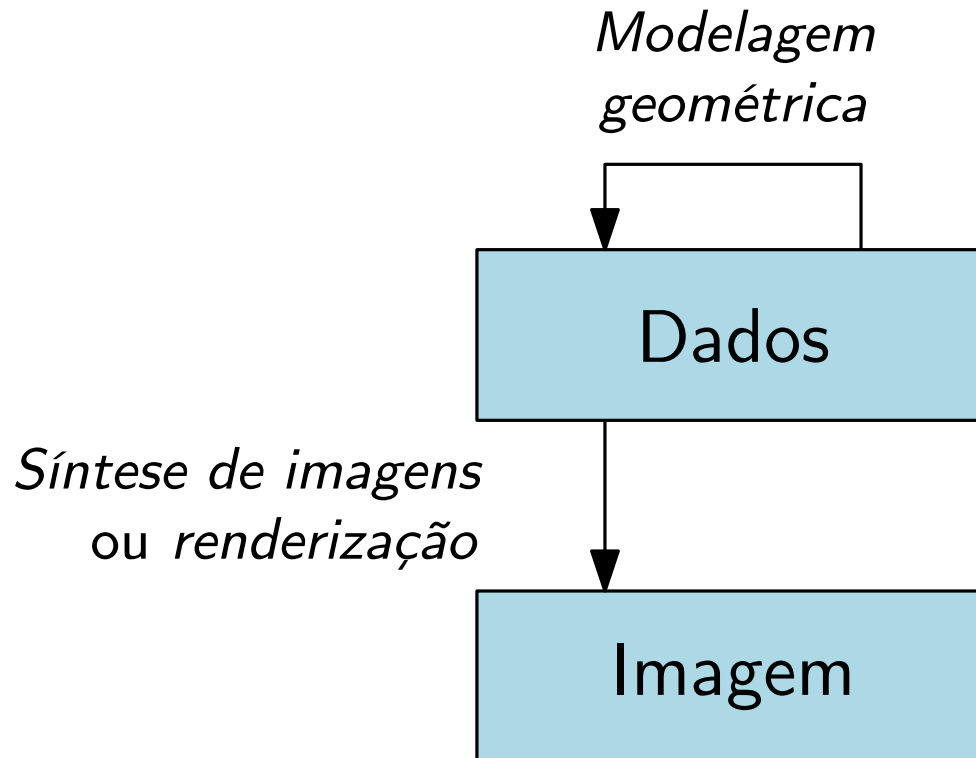 Modelagem
geométrica
Dados
Síntese de imagens
ou renderização
Imagem